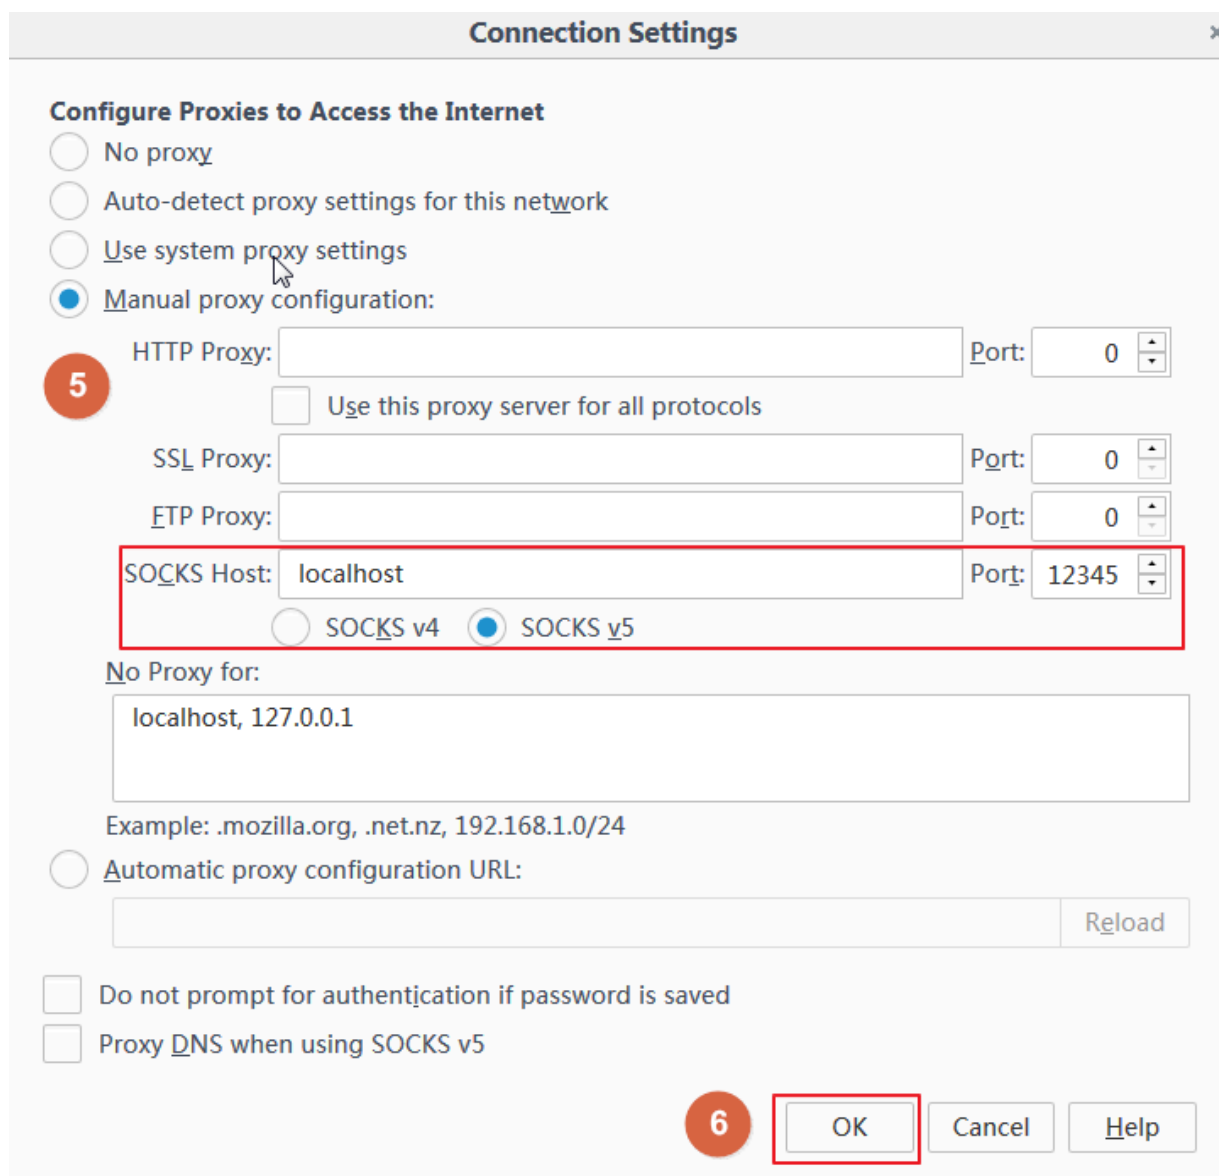 Connection Settings
Configure Proxies to Access the Internet
No proxy
Auto-detect proxy settings for this network
Use system proxy settings
Manual proxy configuration:
HTTP Proxy: Port: 0
5
Use this proxy server for all protocols
SSL Proxy: Port: 0
FTP Proxy: Port: 0
SOCKS Host: localhost Port: 12345
SOCKS v4 SOCKS v5
No Proxy for:
localhost, 127.0.0.1
Example: .mozilla.org, .net.nz, 192.168.1.0/24
Automatic proxy configuration URL:
Reload
Do not prompt for authentication if password is saved
Proxy DNS when using SOCKS v5
6 OK Cancel Help